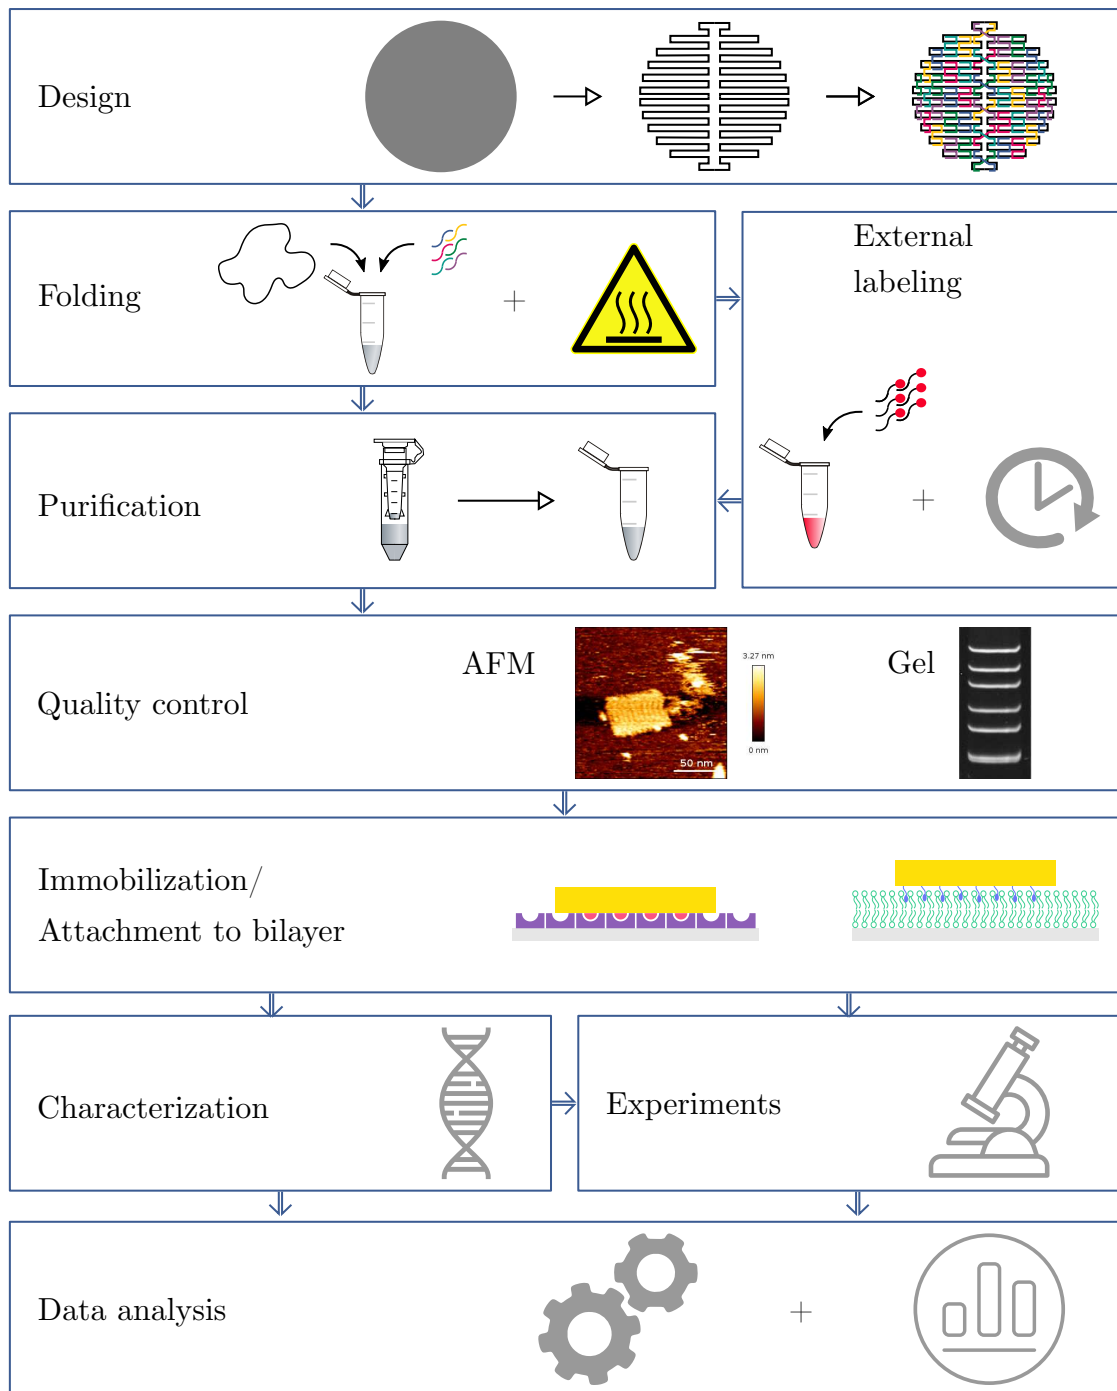 Design
Folding
+
External
labeling
Purification
+
Quality control
AFM
3.27 nm
0 nm
50 nm
Gel
Immobilization/
Attachment to bilayer
Characterization
Experiments
Data analysis
+